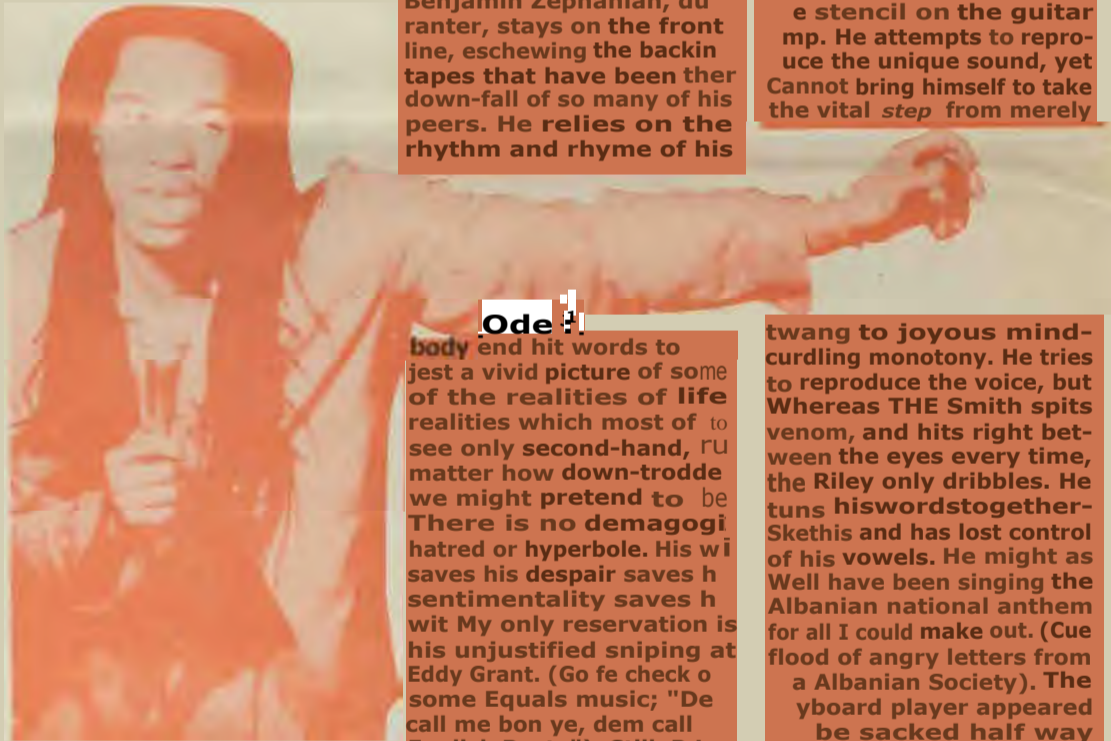 Benjamin Zephaniah, du
ranter, stays on the front
line, eschewing the backin
tapes that have been ther
down-fall of so many of his
peers. He relies on the
rhythm and rhyme of his
Ode
body end hit words to
jest a vivid picture of some
of the realities of life
realities which most of to
see only second-hand, ru
matter how down-trodde
we might pretend to be
There is no demagogi
hatred or hyperbole. His wi
saves his despair saves h
sentimentality saves h
wit My only reservation is
his unjustified sniping at
Eddy Grant. (Go fe check o
some Equals music; "De
call me bon ye, dem call
e stencil on the guitar
mp. He attempts to repro-
uce the unique sound, yet
Cannot bring himself to take
the vital step from merely
twang to joyous mind-
curdling monotony. He tries
to reproduce the voice, but
Whereas THE Smith spits
venom, and hits right bet-
ween the eyes every time,
the Riley only dribbles. He
tuns hiswordstogether-
Skethis and has lost control
of his vowels. He might as
Well have been singing the
Albanian national anthem
for all I could make out. (Cue
flood of angry letters from
a Albanian Society). The
yboard player appeared
be sacked half way